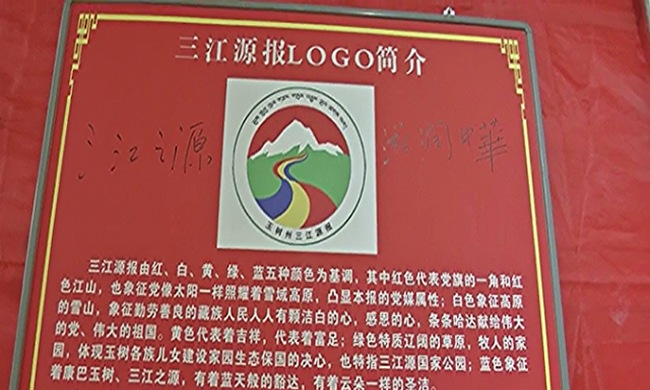 三江源报LOGO简介
三江之源 滋润中華
玉树州三江源报
三江源报由红、白、黄、绿、蓝五种颜色为基调，其中红色代表党旗的一角和红
色江山，也象征党像太阳一样照耀着雪域高原，凸显本报的党媒属性；白色象征高原
的雪山，象征勤劳善良的藏族人民人人有颗洁白的心，感恩的心，条条哈达献给伟大
的党、伟大的祖国。黄色代表着吉祥，代表着富足；绿色特质辽阔的草原，牧人的家
园，体现玉树各族儿女建设家园生态保国的决心，也特指三江源国家公园；蓝色象征
着康巴玉树、三江之源，有着蓝天般的豁达，有着云朵一样的圣洁。